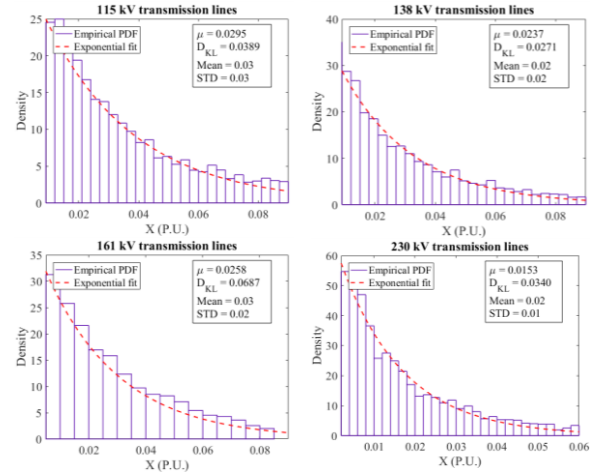 115 kV transmission lines
Empirical PDF
Exponential fit
μ = 0.0295
D_KL = 0.0389
Mean = 0.03
STD = 0.03
Density
25
20
15
10
5
0
0.02 0.04 0.06 0.08
X (P.U.)
138 kV transmission lines
Empirical PDF
Exponential fit
μ = 0.0237
D_KL = 0.0271
Mean = 0.02
STD = 0.02
Density
40
30
20
10
0
0.02 0.04 0.06 0.08
X (P.U.)
161 kV transmission lines
Empirical PDF
Exponential fit
μ = 0.0258
D_KL = 0.0687
Mean = 0.03
STD = 0.02
Density
35
30
25
20
15
10
5
0
0.02 0.04 0.06 0.08
X (P.U.)
230 kV transmission lines
Empirical PDF
Exponential fit
μ = 0.0153
D_KL = 0.0340
Mean = 0.02
STD = 0.01
Density
60
50
40
30
20
10
0
0.01 0.02 0.03 0.04 0.05 0.06
X (P.U.)